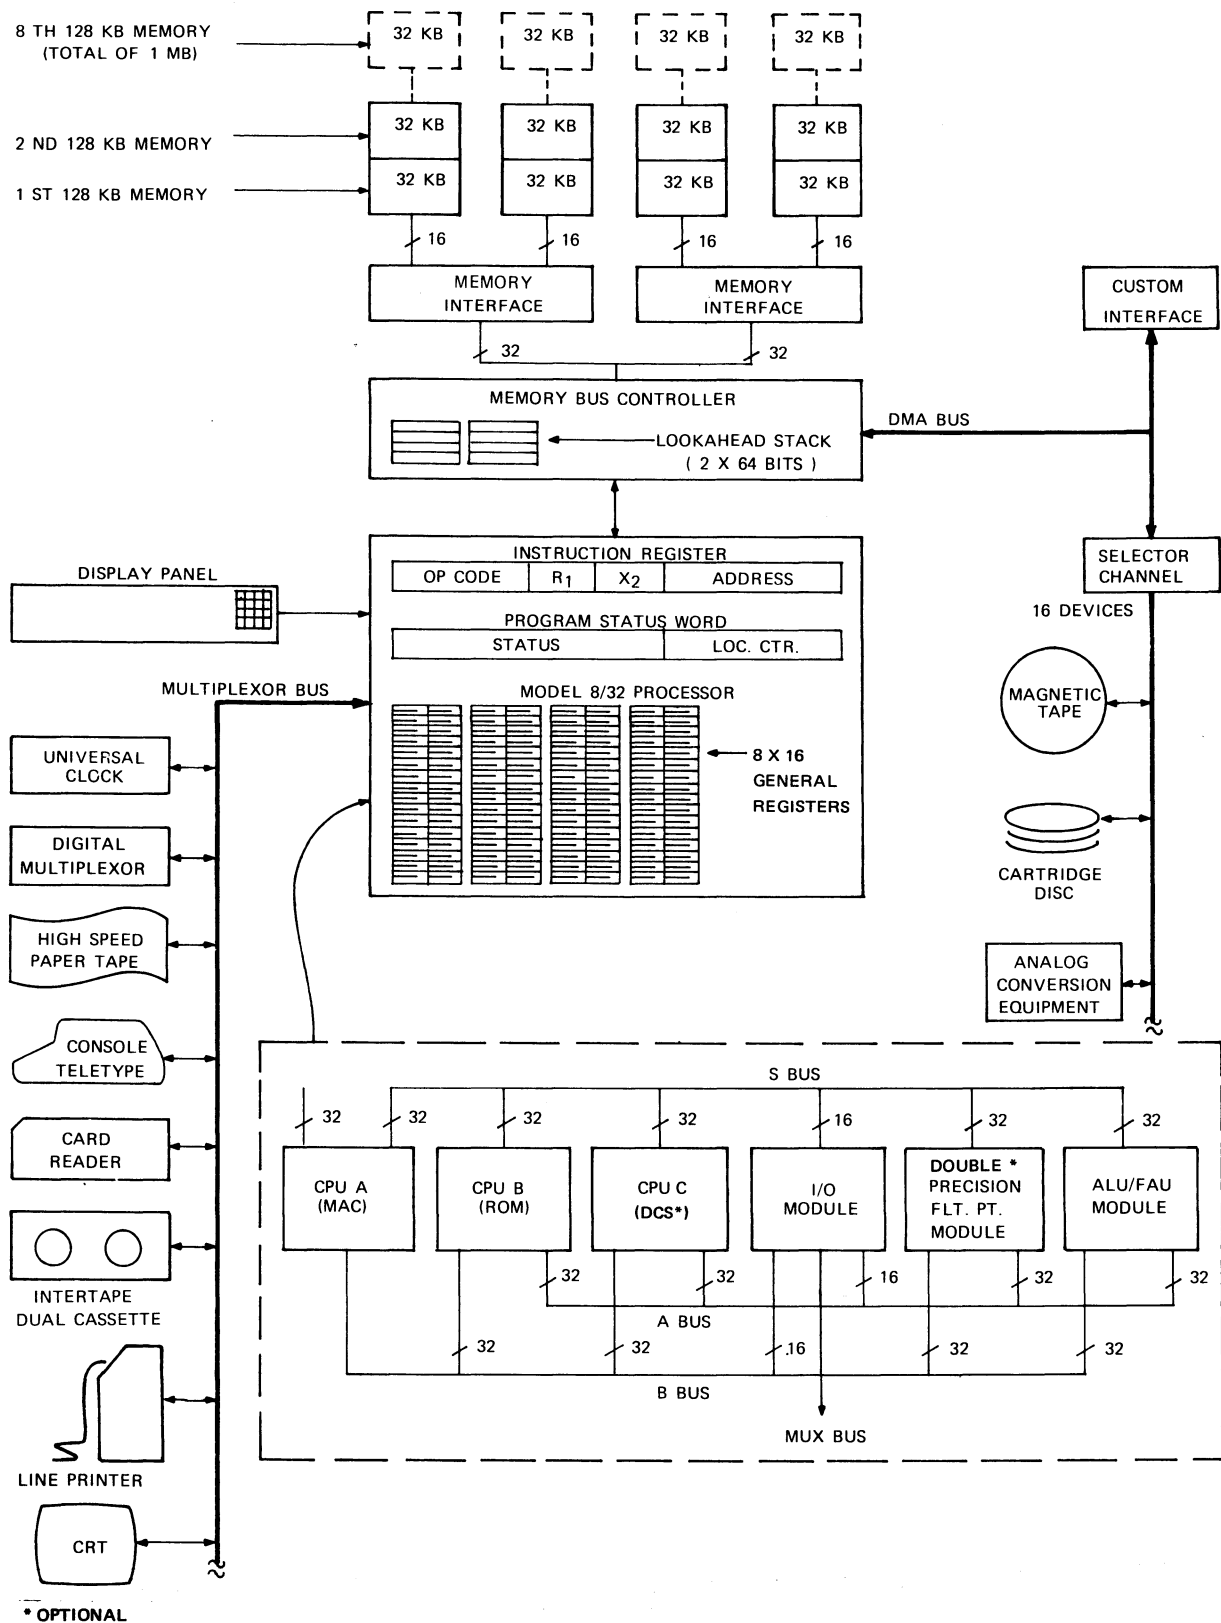 8 TH 128 KB MEMORY
(TOTAL OF 1 MB)
32 KB
32 KB
32 KB
32 KB
2 ND 128 KB MEMORY
32 KB
32 KB
32 KB
32 KB
1 ST 128 KB MEMORY
32 KB
32 KB
32 KB
32 KB
16
16
16
16
MEMORY
INTERFACE
MEMORY
INTERFACE
32
32
CUSTOM
INTERFACE
MEMORY BUS CONTROLLER
LOOKAHEAD STACK
( 2 X 64 BITS )
DMA BUS
SELECTOR
CHANNEL
16 DEVICES
MAGNETIC
TAPE
CARTRIDGE
DISC
ANALOG
CONVERSION
EQUIPMENT
INSTRUCTION REGISTER
OP CODE
R1
X2
ADDRESS
PROGRAM STATUS WORD
STATUS
LOC. CTR.
MODEL 8/32 PROCESSOR
8 X 16
GENERAL
REGISTERS
DISPLAY PANEL
MULTIPLEXOR BUS
UNIVERSAL
CLOCK
DIGITAL
MULTIPLEXOR
HIGH SPEED
PAPER TAPE
CONSOLE
TELETYPE
CARD
READER
INTERTAPE
DUAL CASSETTE
LINE PRINTER
CRT
S BUS
32
32
32
32
16
32
32
CPU A
(MAC)
CPU B
(ROM)
CPU C
(DCS*)
I/O
MODULE
DOUBLE *
PRECISION
FLT. PT.
MODULE
ALU/FAU
MODULE
32
32
16
32
32
A BUS
32
32
.16
32
32
B BUS
MUX BUS
* OPTIONAL